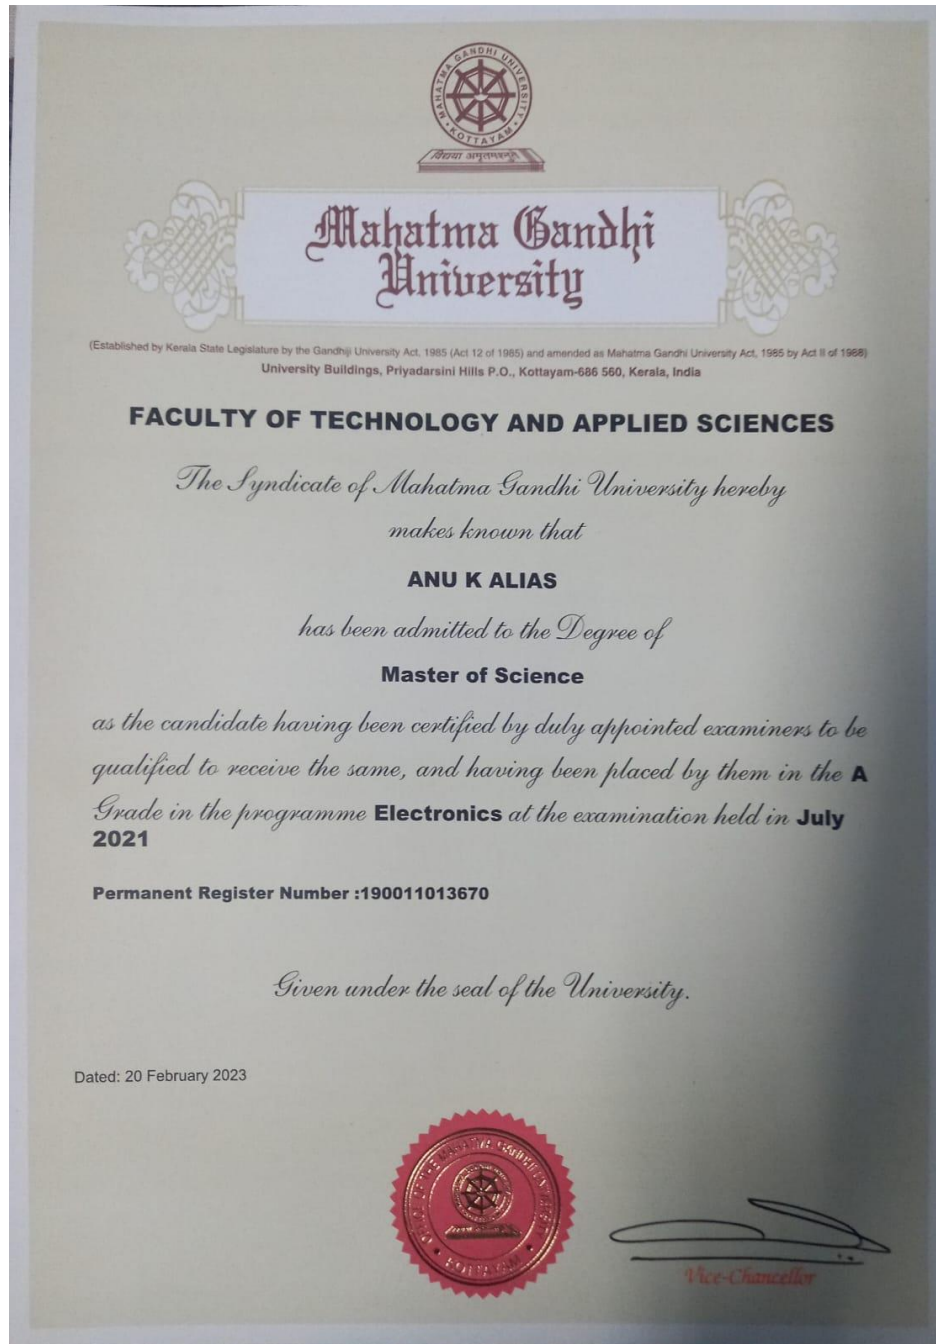 MAHATMA GANDHI UNIVERSITY
• KOTTAYAM •
विद्यया अमृतमश्नुते
Mahatma Gandhi
University
(Established by Kerala State Legislature by the Gandhiji University Act, 1985 (Act 12 of 1985) and amended as Mahatma Gandhi University Act, 1985 by Act II of 1988)
University Buildings, Priyadarsini Hills P.O., Kottayam-686 560, Kerala, India
FACULTY OF TECHNOLOGY AND APPLIED SCIENCES
The Syndicate of Mahatma Gandhi University hereby
makes known that
ANU K ALIAS
has been admitted to the Degree of
Master of Science
as the candidate having been certified by duly appointed examiners to be
qualified to receive the same, and having been placed by them in the A
Grade in the programme Electronics at the examination held in July
2021
Permanent Register Number :190011013670
Given under the seal of the University.
Dated: 20 February 2023
OF THE MAHATMA GANDHI UNIVERSITY
• KOTTAYAM •
Vice-Chancellor